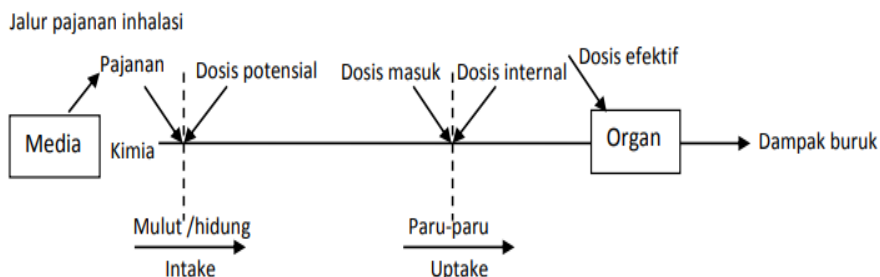 Jalur pajanan inhalasi
Pajanan
Dosis potensial
Dosis masuk
Dosis internal
Dosis efektif
Media
Kimia
Organ
Dampak buruk
Mulut /hidung
Intake
Paru-paru
Uptake